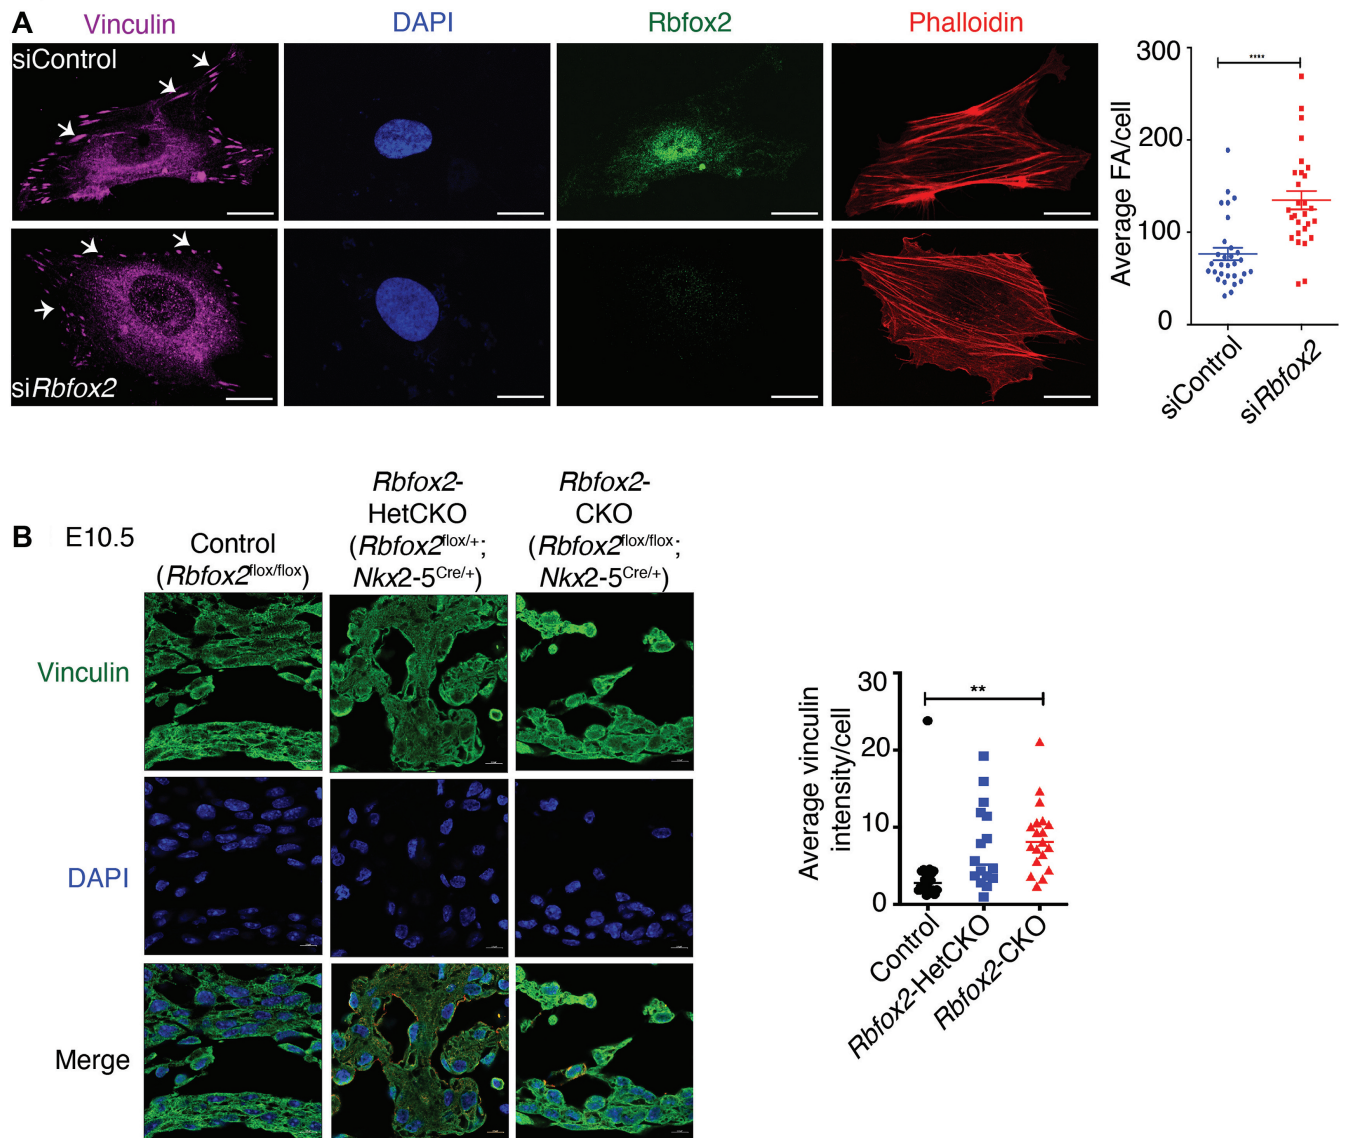 A
Vinculin
DAPI
Rbfox2
Phalloidin
siControl
siRbfox2
300
200
100
0
Average FA/cell
****
siControl
siRbfox2
B
E10.5
Control
(Rbfox2flox/flox)
Rbfox2-
HetCKO
(Rbfox2flox/+;
Nkx2-5Cre/+)
Rbfox2-
CKO
(Rbfox2flox/flox;
Nkx2-5Cre/+)
Vinculin
DAPI
Merge
30
20
10
0
Average vinculin
intensity/cell
**
Control
Rbfox2-HetCKO
Rbfox2-CKO